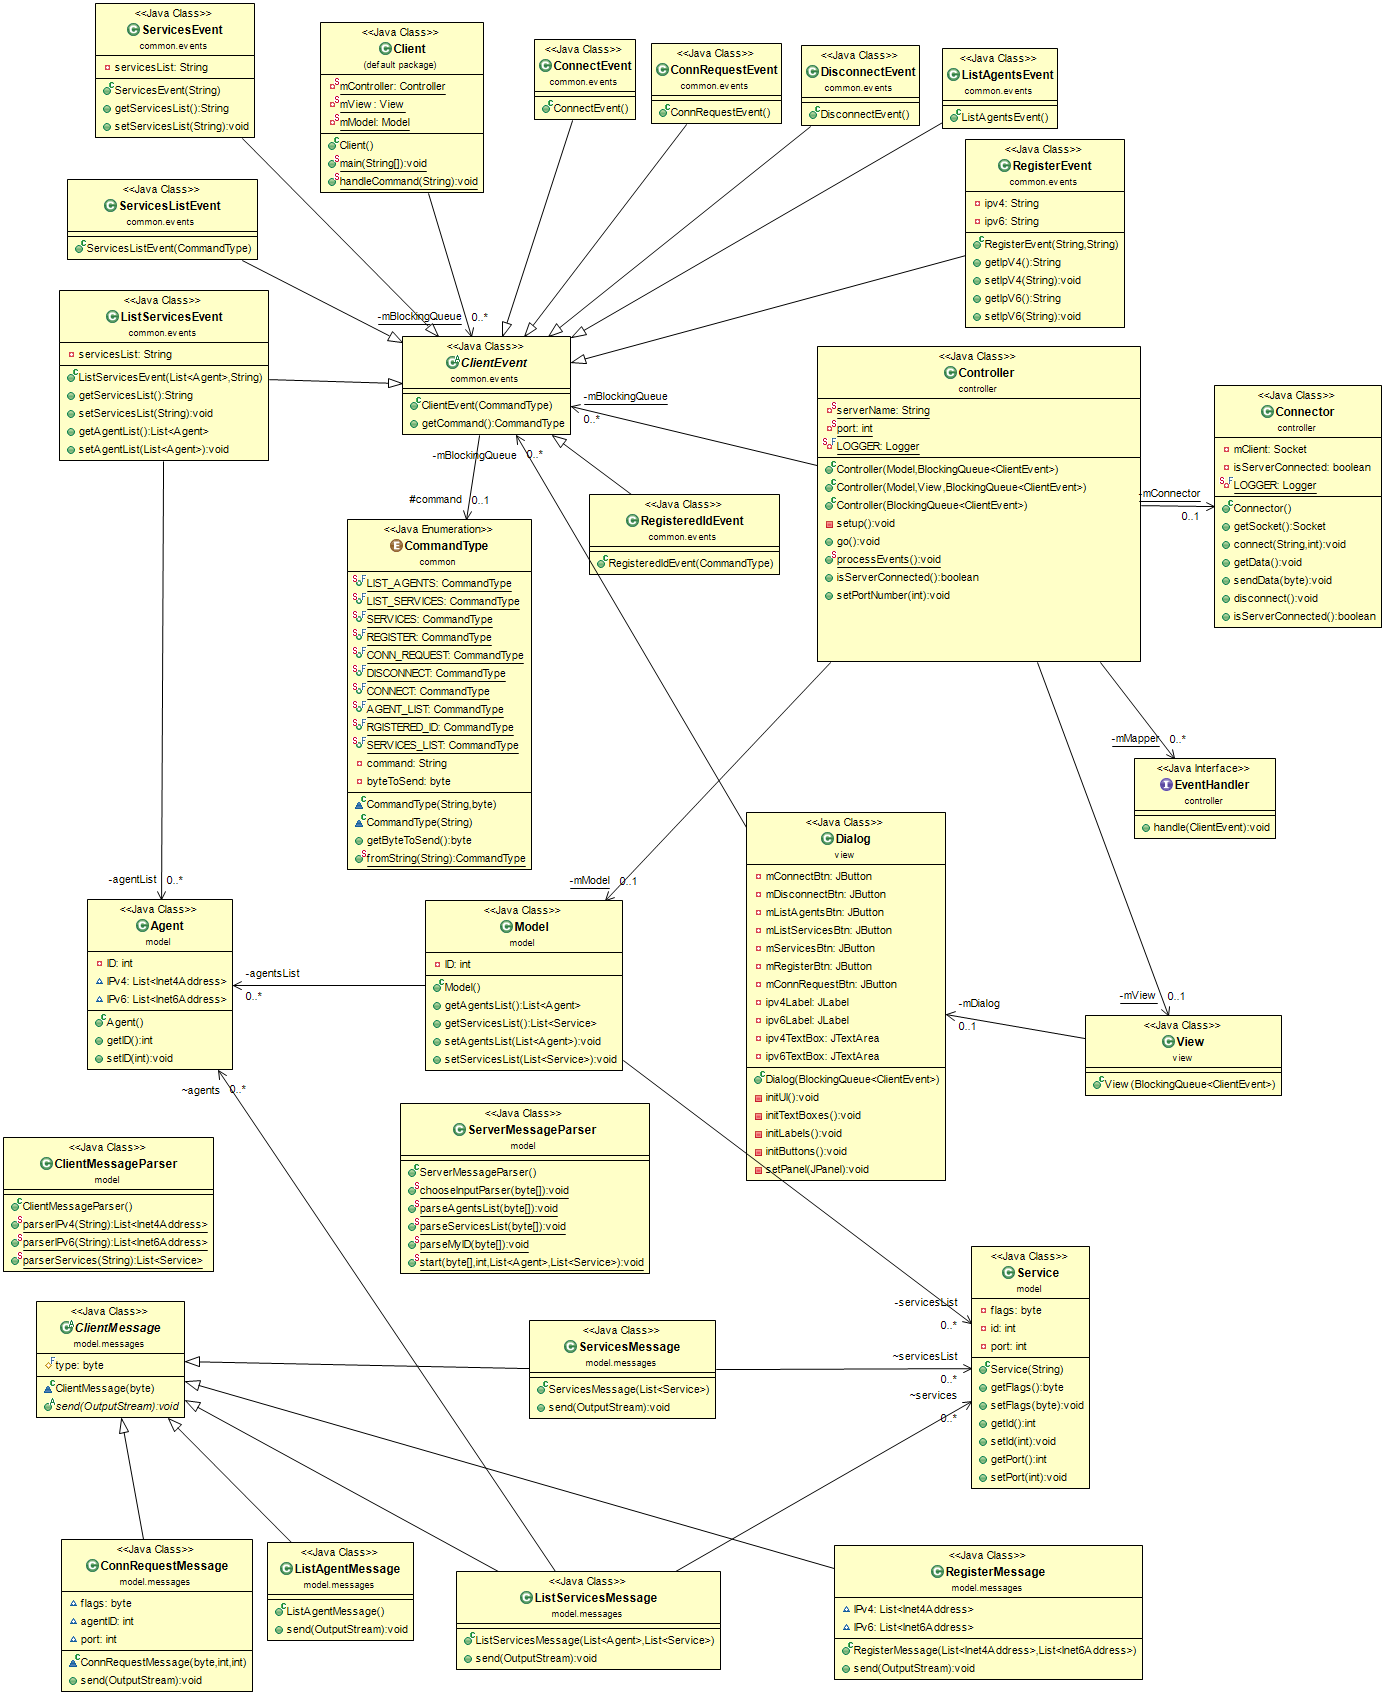 <<Java Class>>
ServicesEvent
common.events
servicesList: String
ServicesEvent(String)
getServicesList():String
setServicesList(String):void
<<Java Class>>
Client
(default package)
mController: Controller
mView: View
mModel: Model
Client()
main(String[]):void
handleCommand(String):void
<<Java Class>>
ConnectEvent
common.events
ConnectEvent()
<<Java Class>>
ConnRequestEvent
common.events
ConnRequestEvent()
<<Java Class>>
DisconnectEvent
common.events
DisconnectEvent()
<<Java Class>>
ListAgentsEvent
common.events
ListAgentsEvent()
<<Java Class>>
RegisterEvent
common.events
ipv4: String
ipv6: String
RegisterEvent(String,String)
getIpV4():String
setIpV4(String):void
getIpV6():String
setIpV6(String):void
<<Java Class>>
ServicesListEvent
common.events
ServicesListEvent(CommandType)
<<Java Class>>
ListServicesEvent
common.events
servicesList: String
ListServicesEvent(List<Agent>,String)
getServicesList():String
setServicesList(String):void
getAgentList():List<Agent>
setAgentList(List<Agent>):void
-mBlockingQueue 0..*
<<Java Class>>
ClientEvent
common.events
ClientEvent(CommandType)
getCommand():CommandType
-mBlockingQueue
0..*
-mBlockingQueue 0..*
#command 0..1
<<Java Class>>
Controller
controller
serverName: String
port: int
LOGGER: Logger
Controller(Model,BlockingQueue<ClientEvent>)
Controller(Model,View,BlockingQueue<ClientEvent>)
Controller(BlockingQueue<ClientEvent>)
setup():void
go():void
processEvents():void
isServerConnected():boolean
setPortNumber(int):void
-mConnector
0..1
<<Java Class>>
Connector
controller
mClient: Socket
isServerConnected: boolean
LOGGER: Logger
Connector()
getSocket():Socket
connect(String,int):void
getData():void
sendData(byte):void
disconnect():void
isServerConnected():boolean
<<Java Class>>
RegisteredIdEvent
common.events
RegisteredIdEvent(CommandType)
<<Java Enumeration>>
CommandType
common
LIST_AGENTS: CommandType
LIST_SERVICES: CommandType
SERVICES: CommandType
REGISTER: CommandType
CONN_REQUEST: CommandType
DISCONNECT: CommandType
CONNECT: CommandType
AGENT_LIST: CommandType
RGISTERED_ID: CommandType
SERVICES_LIST: CommandType
command: String
byteToSend: byte
CommandType(String,byte)
CommandType(String)
getByteToSend():byte
fromString(String):CommandType
-mMapper 0..*
<<Java Interface>>
EventHandler
controller
handle(ClientEvent):void
<<Java Class>>
Dialog
view
mConnectBtn: JButton
mDisconnectBtn: JButton
mListAgentsBtn: JButton
mListServicesBtn: JButton
mServicesBtn: JButton
mRegisterBtn: JButton
mConnRequestBtn: JButton
ipv4Label: JLabel
ipv6Label: JLabel
ipv4TextBox: JTextArea
ipv6TextBox: JTextArea
Dialog(BlockingQueue<ClientEvent>)
initUI():void
initTextBoxes():void
initLabels():void
initButtons():void
setPanel(JPanel):void
-agentList 0..*
<<Java Class>>
Agent
model
ID: int
IPv4: List<Inet4Address>
IPv6: List<Inet6Address>
Agent()
getID():int
setID(int):void
-agentsList
0..*
-mModel 0..1
<<Java Class>>
Model
model
ID: int
Model()
getAgentsList():List<Agent>
getServicesList():List<Service>
setAgentsList(List<Agent>):void
setServicesList(List<Service>):void
-mDialog
0..1
-mView 0..1
<<Java Class>>
View
view
View(BlockingQueue<ClientEvent>)
~agents 0..*
<<Java Class>>
ServerMessageParser
model
ServerMessageParser()
chooseInputParser(byte[]):void
parseAgentsList(byte[]):void
parseServicesList(byte[]):void
parseMyID(byte[]):void
start(byte[],int,List<Agent>,List<Service>):void
<<Java Class>>
ClientMessageParser
model
ClientMessageParser()
parserIPv4(String):List<Inet4Address>
parserIPv6(String):List<Inet6Address>
parserServices(String):List<Service>
<<Java Class>>
Service
model
flags: byte
id: int
port: int
Service(String)
getFlags():byte
setFlags(byte):void
getId():int
setId(int):void
getPort():int
setPort(int):void
-servicesList
0..*
~servicesList
0..*
~services
0..*
<<Java Class>>
ClientMessage
model.messages
type: byte
ClientMessage(byte)
send(OutputStream):void
<<Java Class>>
ServicesMessage
model.messages
ServicesMessage(List<Service>)
send(OutputStream):void
<<Java Class>>
ConnRequestMessage
model.messages
flags: byte
agentID: int
port: int
ConnRequestMessage(byte,int,int)
send(OutputStream):void
<<Java Class>>
ListAgentMessage
model.messages
ListAgentMessage()
send(OutputStream):void
<<Java Class>>
ListServicesMessage
model.messages
ListServicesMessage(List<Agent>,List<Service>)
send(OutputStream):void
<<Java Class>>
RegisterMessage
model.messages
IPv4: List<Inet4Address>
IPv6: List<Inet6Address>
RegisterMessage(List<Inet4Address>,List<Inet6Address>)
send(OutputStream):void